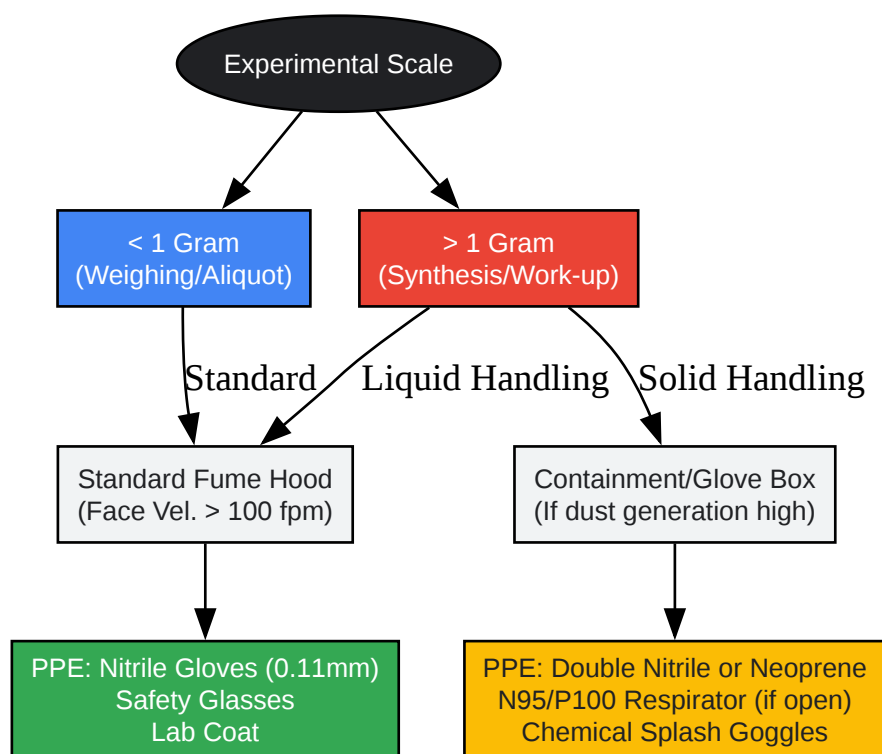 Experimental Scale
< 1 Gram
(Weighing/Aliquot)
> 1 Gram
(Synthesis/Work-up)
Standard
Liquid Handling
Solid Handling
Standard Fume Hood
(Face Vel. > 100 fpm)
Containment/Glove Box
(If dust generation high)
PPE: Nitrile Gloves (0.11mm)
Safety Glasses
Lab Coat
PPE: Double Nitrile or Neoprene
N95/P100 Respirator (if open)
Chemical Splash Goggles